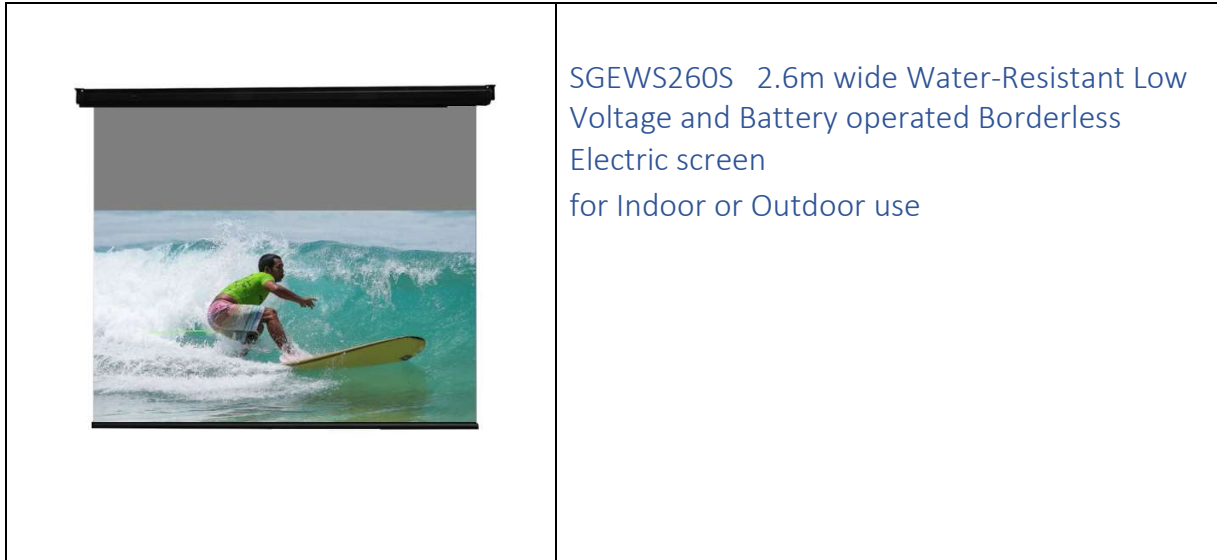 SGEWS260S   2.6m wide Water-Resistant Low
Voltage and Battery operated Borderless
Electric screen
for Indoor or Outdoor use